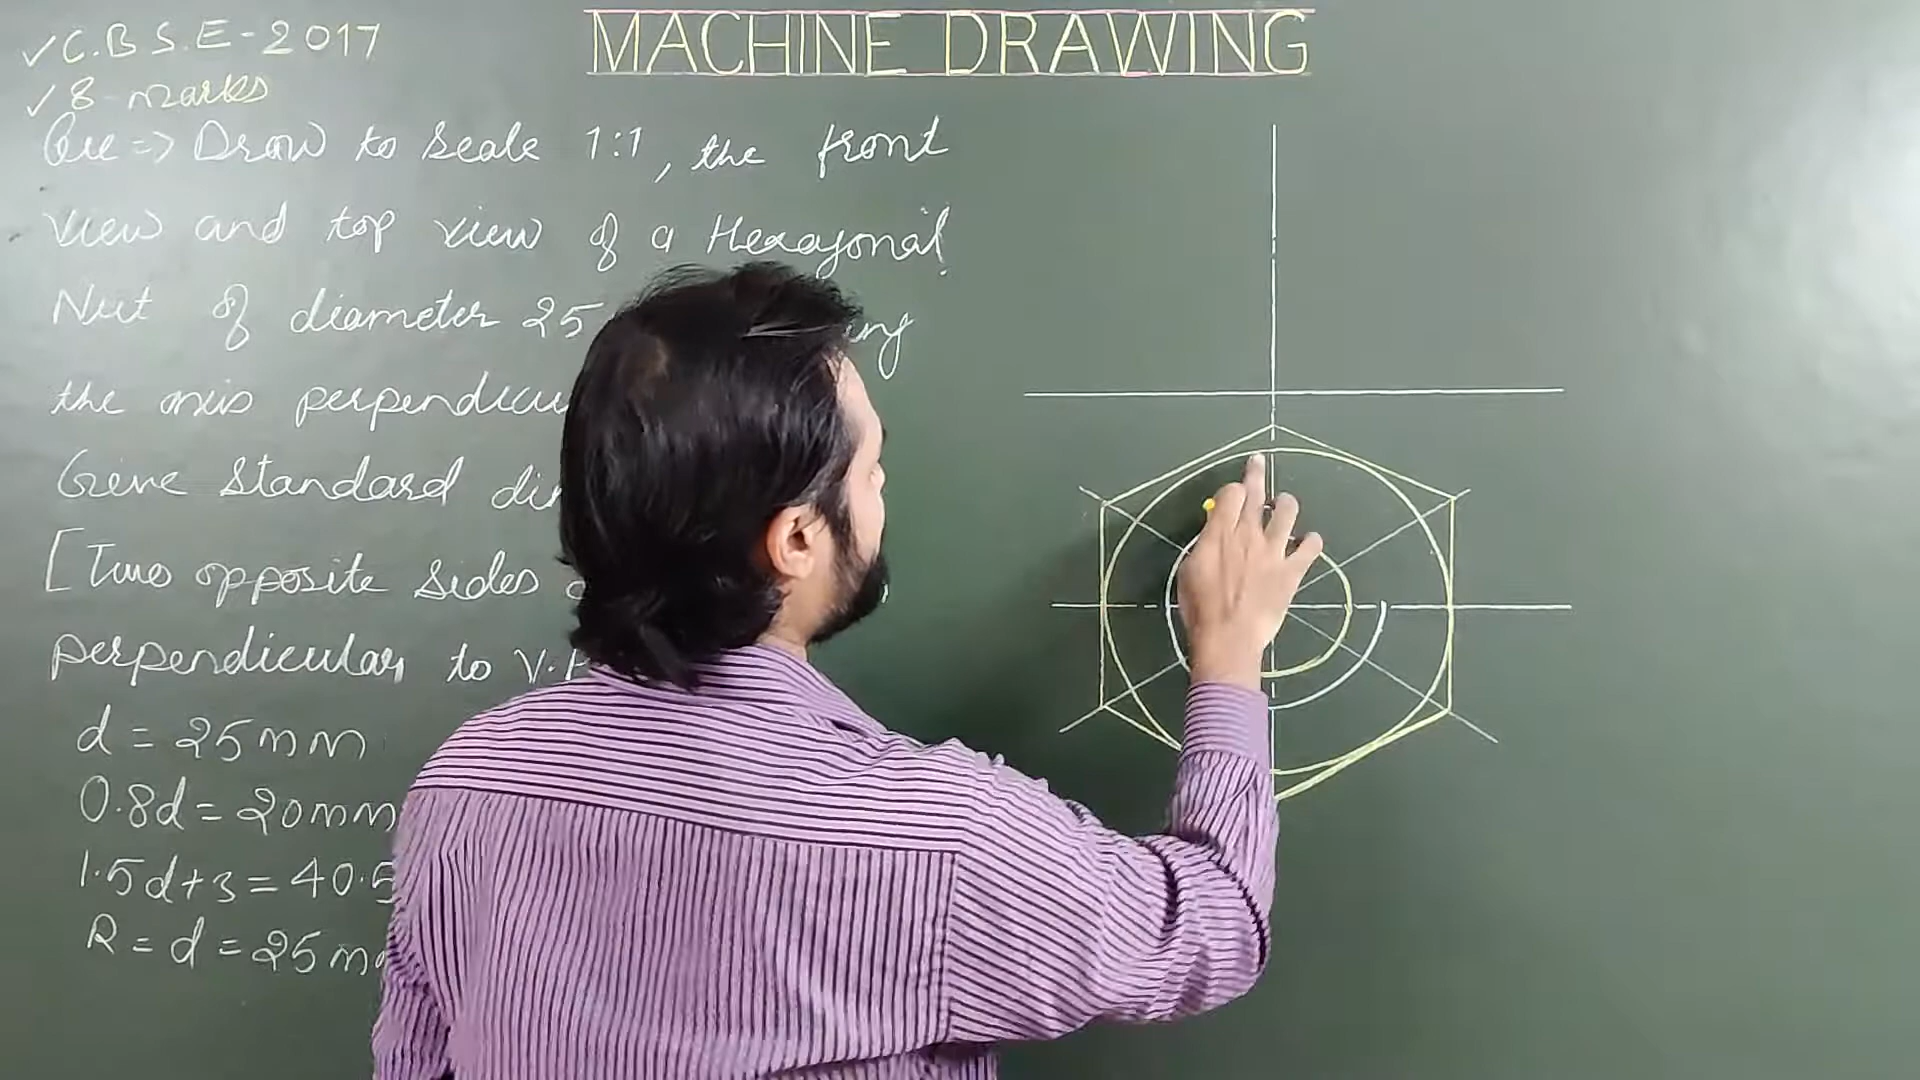 MACHINE DRAWING
✓ C.B.S.E-2017
✓ 8 marks
Que => Draw to Scale 1:1, the front
view and top view of a Hexagonal
Nut of diameter 25
the axis
Give Standard
[Two opposite sides
perpendicular to V.P
d = 25mm
0.8d = 20mm
1.5d+3 = 40.5
R = d = 25m